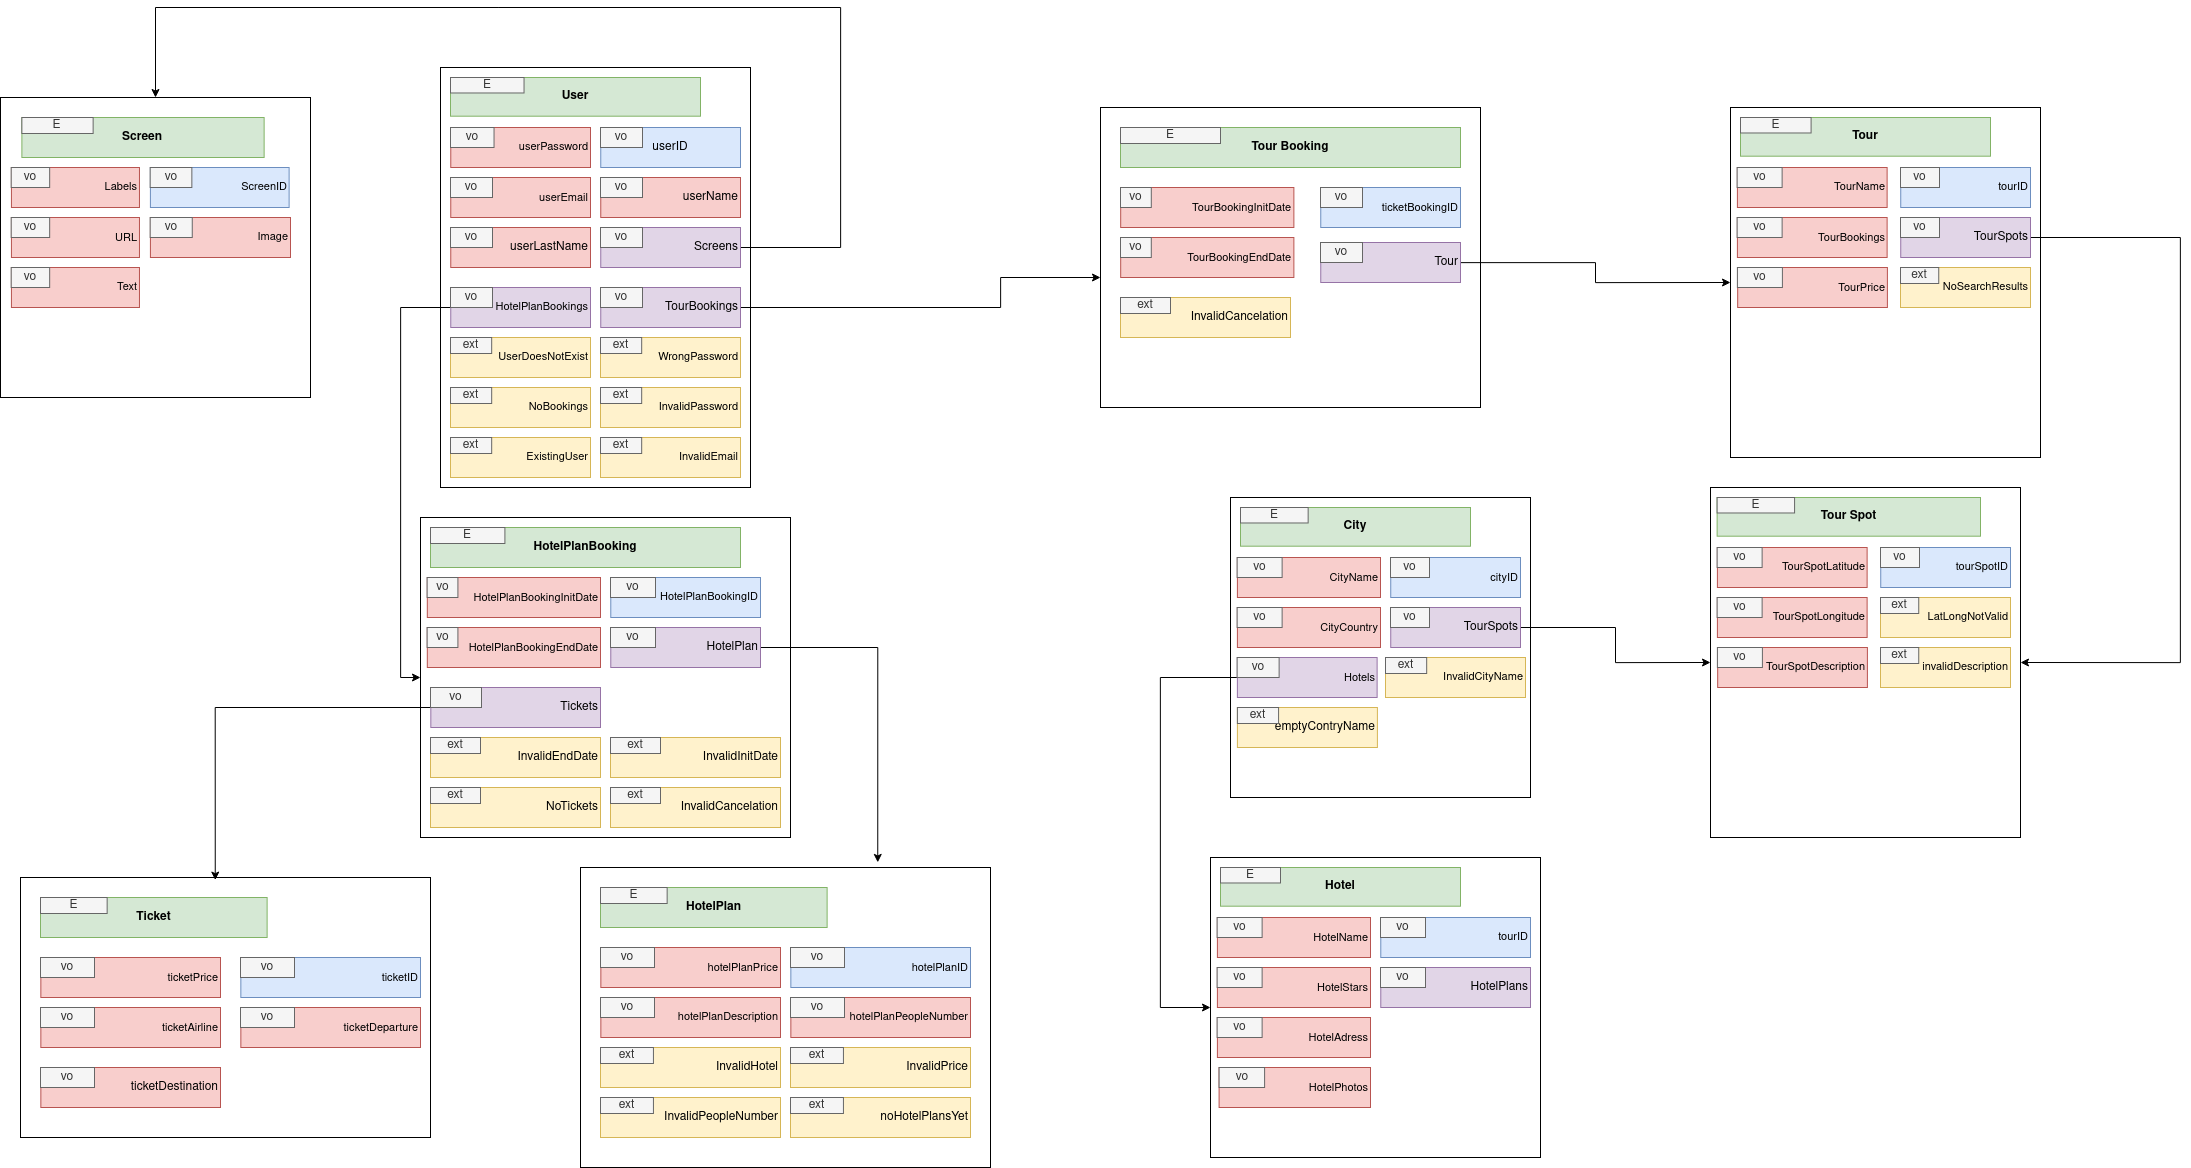 E
Screen
vo
Labels
vo
ScreenID
vo
URL
vo
Image
vo
Text
E
User
vo
userPassword
vo
userID
vo
userEmail
vo
userName
vo
userLastName
vo
Screens
vo
HotelPlanBookings
vo
TourBookings
ext
UserDoesNotExist
ext
WrongPassword
ext
NoBookings
ext
InvalidPassword
ext
ExistingUser
ext
InvalidEmail
E
Tour Booking
vo
TourBookingInitDate
vo
ticketBookingID
vo
TourBookingEndDate
vo
Tour
ext
InvalidCancelation
E
Tour
vo
TourName
vo
tourID
vo
TourBookings
vo
TourSpots
vo
TourPrice
ext
NoSearchResults
E
HotelPlanBooking
vo
HotelPlanBookingInitDate
vo
HotelPlanBookingID
vo
HotelPlanBookingEndDate
vo
HotelPlan
vo
Tickets
ext
InvalidEndDate
ext
InvalidInitDate
ext
NoTickets
ext
InvalidCancelation
E
City
vo
CityName
vo
cityID
vo
CityCountry
vo
TourSpots
vo
Hotels
ext
InvalidCityName
ext
emptyContryName
E
Tour Spot
vo
TourSpotLatitude
vo
tourSpotID
vo
TourSpotLongitude
ext
LatLongNotValid
vo
TourSpotDescription
ext
invalidDescription
E
Ticket
vo
ticketPrice
vo
ticketID
vo
ticketAirline
vo
ticketDeparture
vo
ticketDestination
E
HotelPlan
vo
hotelPlanPrice
vo
hotelPlanID
vo
hotelPlanDescription
vo
hotelPlanPeopleNumber
ext
InvalidHotel
ext
InvalidPrice
ext
InvalidPeopleNumber
ext
noHotelPlansYet
E
Hotel
vo
HotelName
vo
tourID
vo
HotelStars
vo
HotelPlans
vo
HotelAdress
vo
HotelPhotos